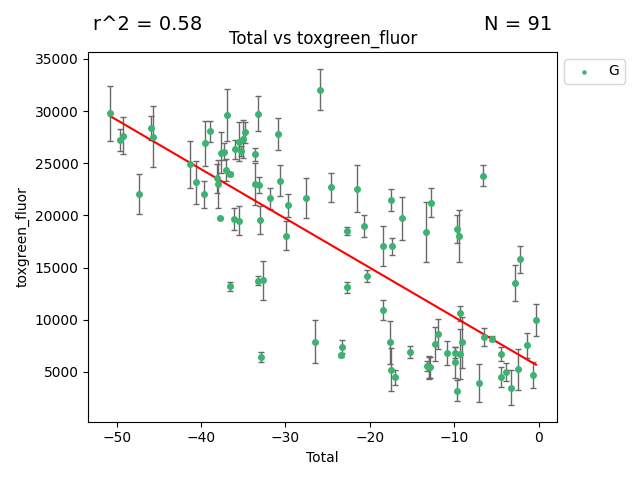 r^2 = 0.58
N = 91
Total vs toxgreen_fluor
G
35000
30000
25000
20000
15000
10000
5000
toxgreen_fluor
−50
−40
−30
−20
−10
0
Total